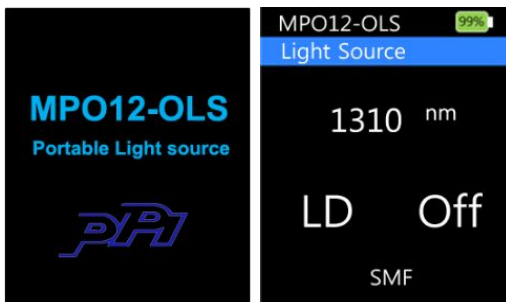 MPO12-OLS
Portable Light source
PPI
MPO12-OLS 99%
Light Source
1310 nm
LD Off
SMF